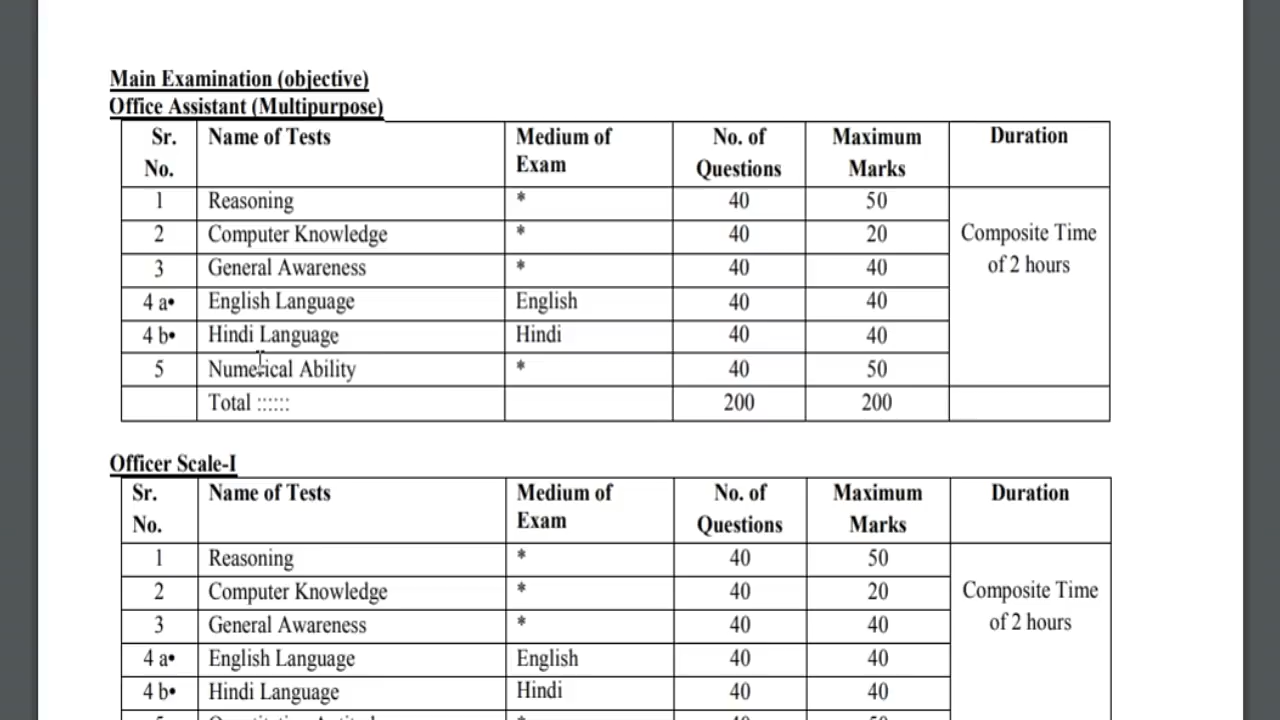 Main Examination (objective)
Office Assistant (Multipurpose)
Sr. No. Name of Tests Medium of Exam No. of Questions Maximum Marks Duration
1 Reasoning * 40 50 Composite Time of 2 hours
2 Computer Knowledge * 40 20
3 General Awareness * 40 40
4 a• English Language English 40 40
4 b• Hindi Language Hindi 40 40
5 Numerical Ability * 40 50
Total :::::: 200 200
Officer Scale-I
Sr. No. Name of Tests Medium of Exam No. of Questions Maximum Marks Duration
1 Reasoning * 40 50 Composite Time of 2 hours
2 Computer Knowledge * 40 20
3 General Awareness * 40 40
4 a• English Language English 40 40
4 b• Hindi Language Hindi 40 40